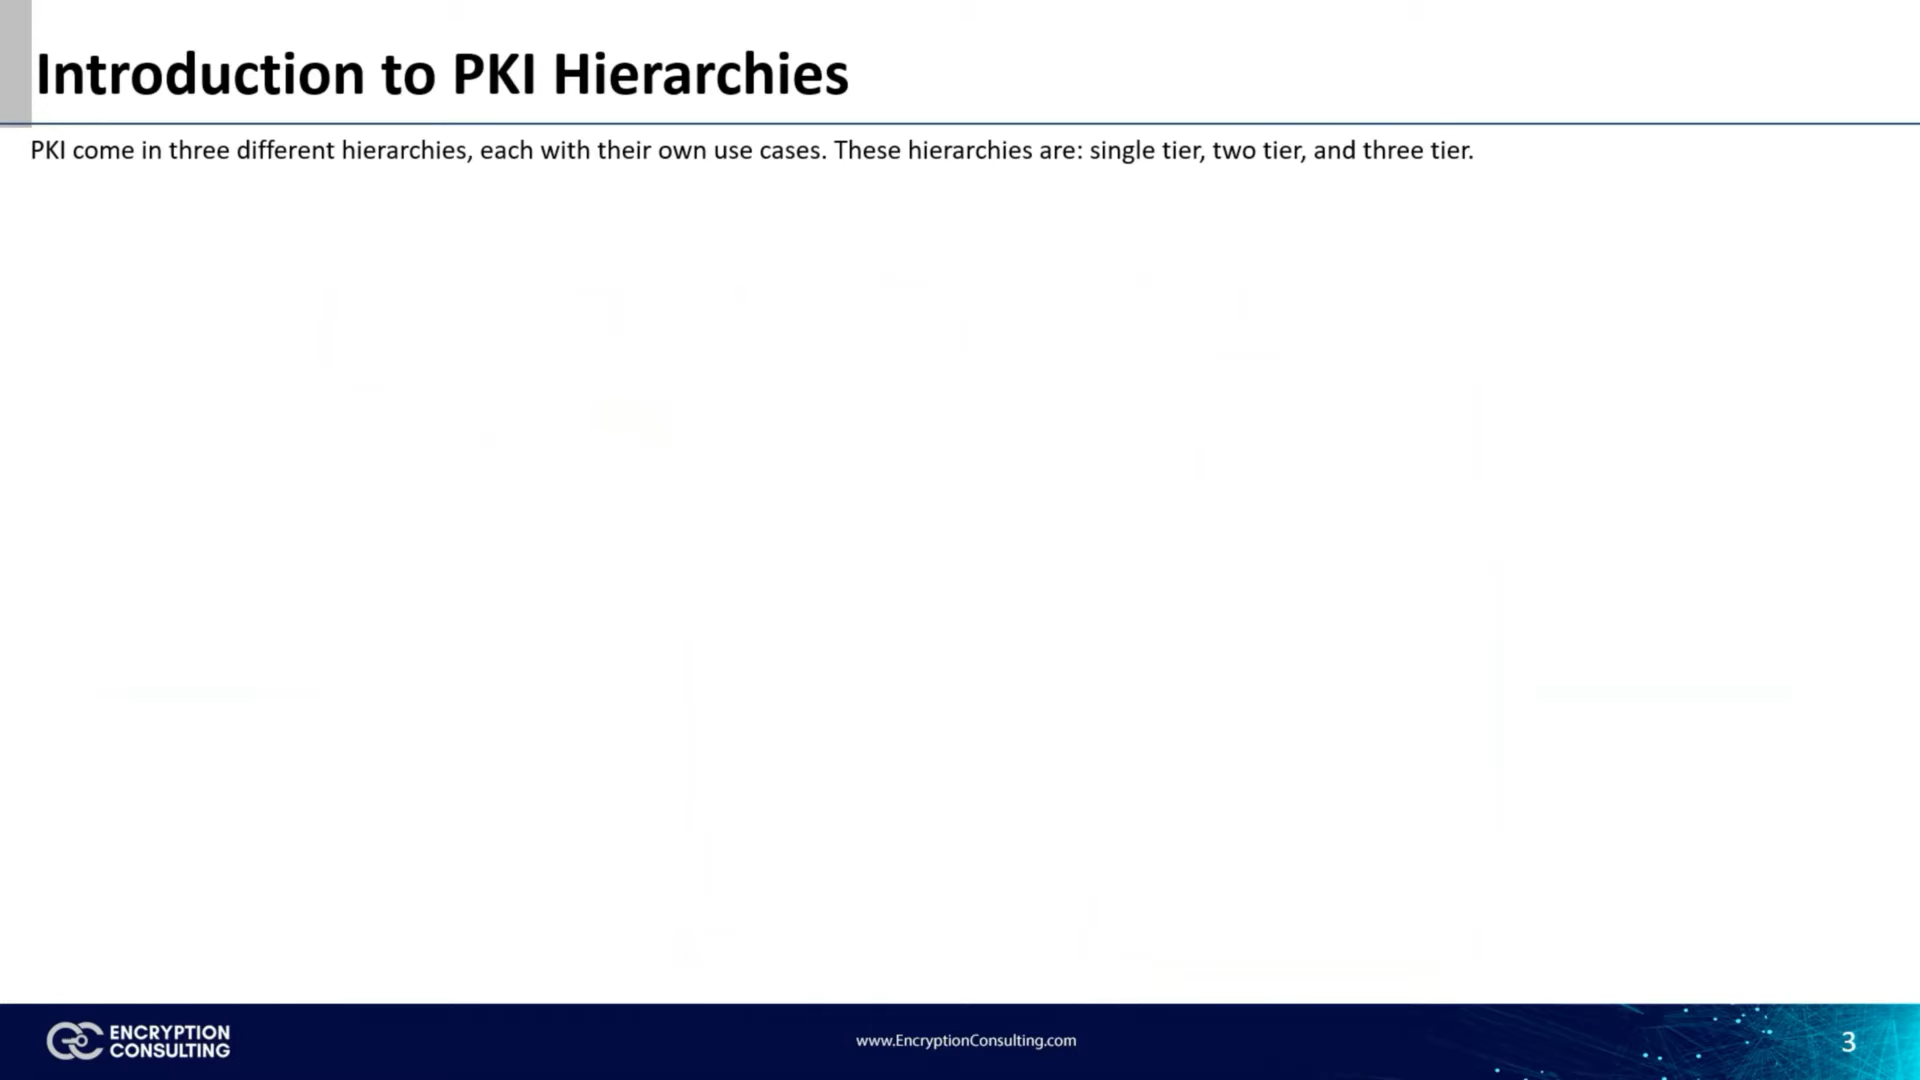 Introduction to PKI Hierarchies
PKI come in three different hierarchies, each with their own use cases. These hierarchies are: single tier, two tier, and three tier.
ENCRYPTION
CONSULTING
www.EncryptionConsulting.com
3